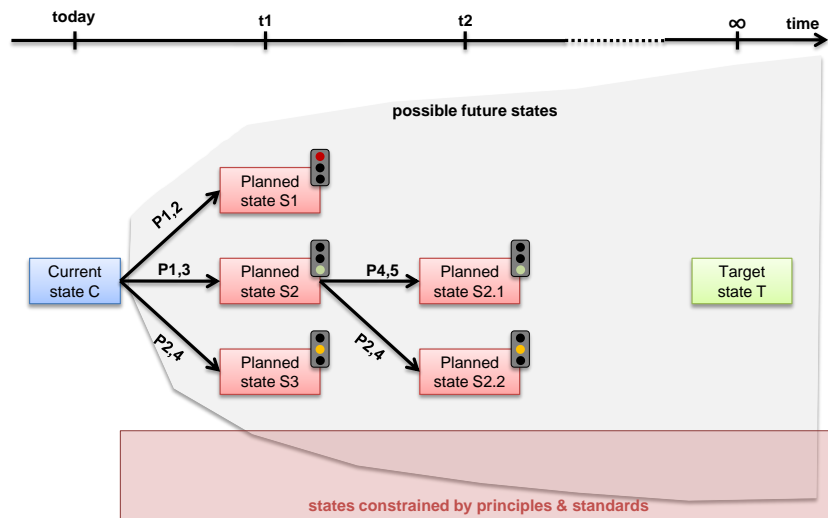 today
t1
t2
∞
time
possible future states
Planned
state S1
P1,2
Current
state C
P1,3
Planned
state S2
P4,5
Planned
state S2.1
Target
state T
P2,4
Planned
state S3
P2,4
Planned
state S2.2
states constrained by principles & standards